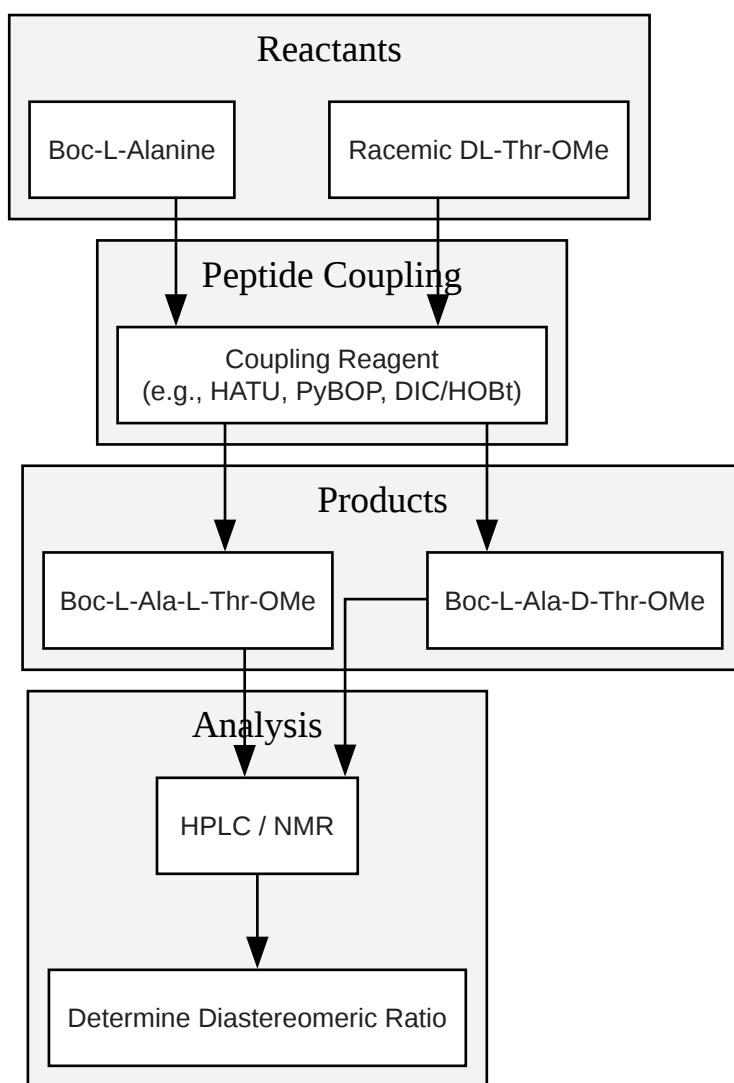 Reactants
Boc-L-Alanine
Racemic DL-Thr-OMe
Peptide Coupling
Coupling Reagent
(e.g., HATU, PyBOP, DIC/HOBt)
Products
Boc-L-Ala-L-Thr-OMe
Boc-L-Ala-D-Thr-OMe
Analysis
HPLC / NMR
Determine Diastereomeric Ratio